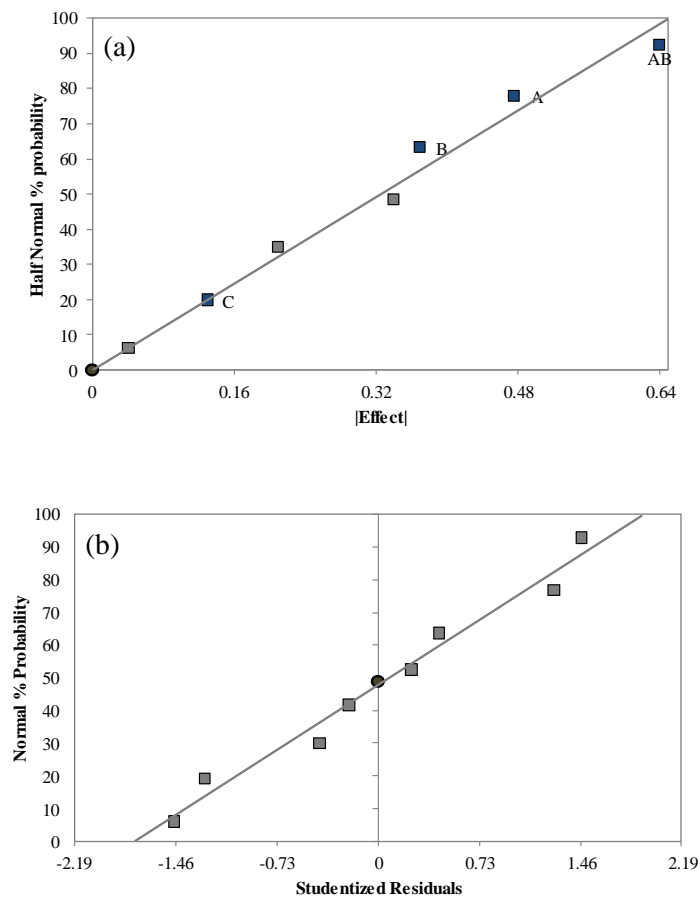 100
(a)
90
AB
80
A
70
B
60
50
40
30
20
C
10
0
0 0.16 0.32 0.48 0.64
|Effect|
Half Normal % probability
100
(b)
90
80
70
60
50
40
30
20
10
0
-2.19 -1.46 -0.73 0 0.73 1.46 2.19
Studentized Residuals
Normal % Probability